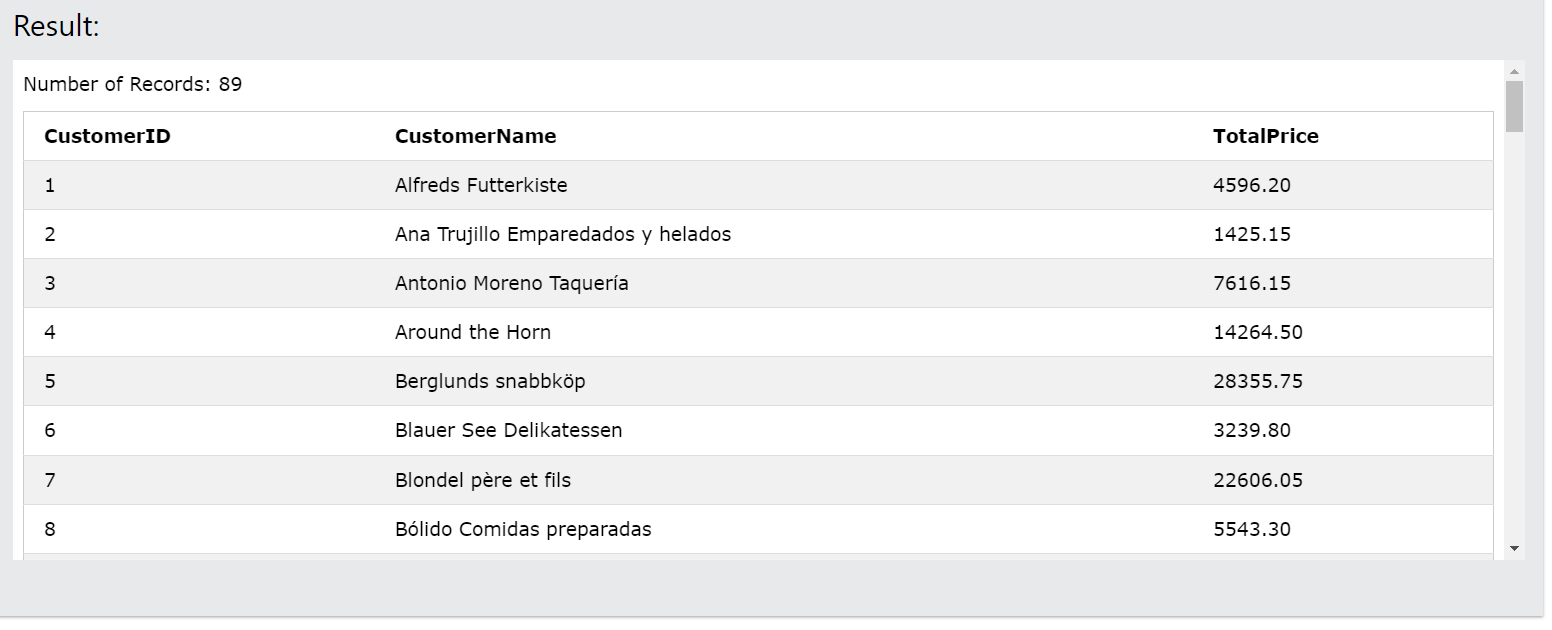 Result:
Number of Records: 89
CustomerID CustomerName TotalPrice
1 Alfreds Futterkiste 4596.20
2 Ana Trujillo Emparedados y helados 1425.15
3 Antonio Moreno Taquería 7616.15
4 Around the Horn 14264.50
5 Berglunds snabbköp 28355.75
6 Blauer See Delikatessen 3239.80
7 Blondel père et fils 22606.05
8 Bólido Comidas preparadas 5543.30